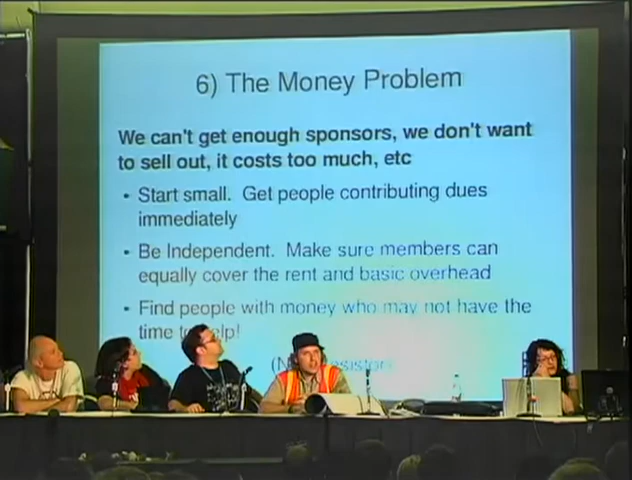 6) The Money Problem
We can't get enough sponsors, we don't want
to sell out, it costs too much, etc
• Start small. Get people contributing dues
immediately
• Be Independent. Make sure members can
equally cover the rent and basic overhead
• Find people with money who may not have the
time to help!